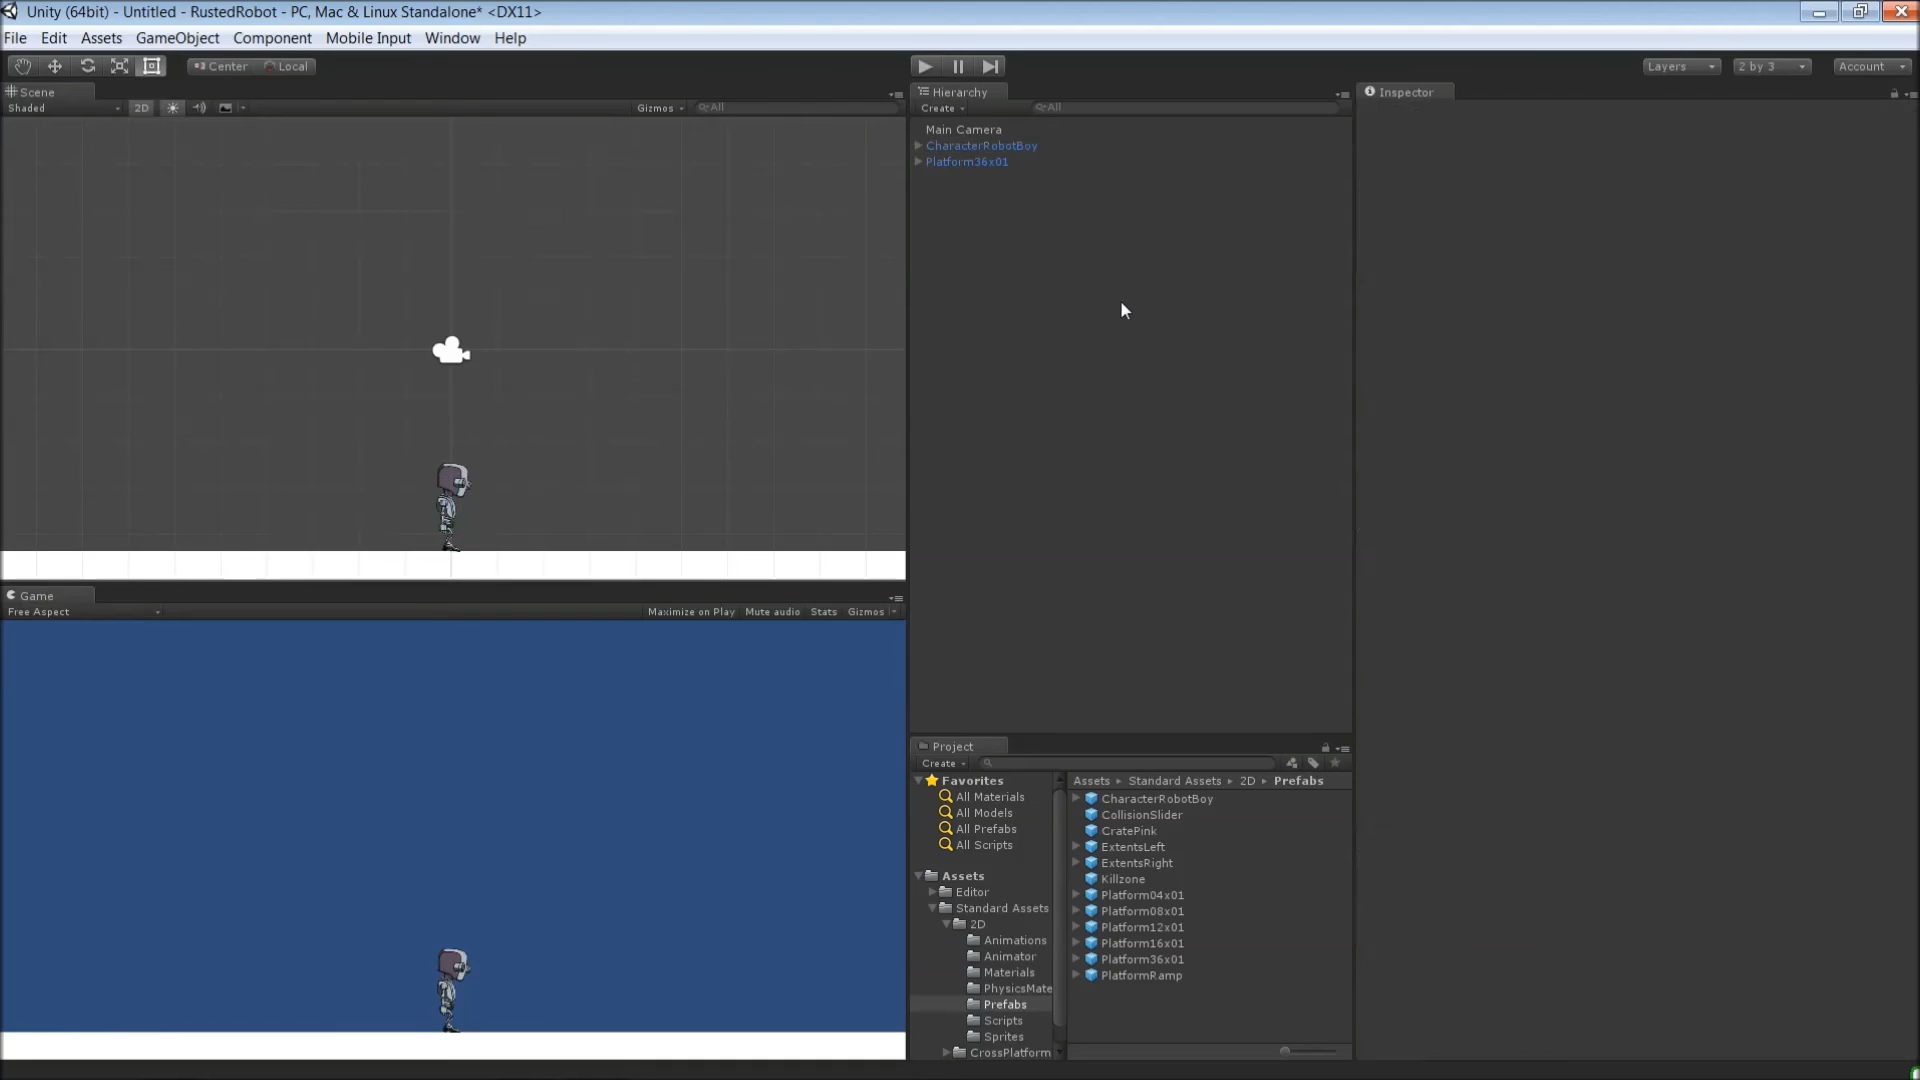 Unity (64bit) - Untitled - RustedRobot - PC, Mac & Linux Standalone* <DX11>
File Edit Assets GameObject Component Mobile Input Window Help
Center Local
Layers
2 by 3
Account
Scene
Shaded 2D Gizmos All
Hierarchy
Create All
Main Camera
CharacterRobotBoy
Platform36x01
Inspector
Game
Free Aspect Maximize on Play Mute audio Stats Gizmos
Project
Create
Favorites
All Materials
All Models
All Prefabs
All Scripts
Assets
Editor
Standard Assets
2D
Animations
Animator
Materials
PhysicsMate
Prefabs
Scripts
Sprites
CrossPlatform
Assets Standard Assets 2D Prefabs
CharacterRobotBoy
CollisionSlider
CratePink
ExtentsLeft
ExtentsRight
Killzone
Platform04x01
Platform08x01
Platform12x01
Platform16x01
Platform36x01
PlatformRamp